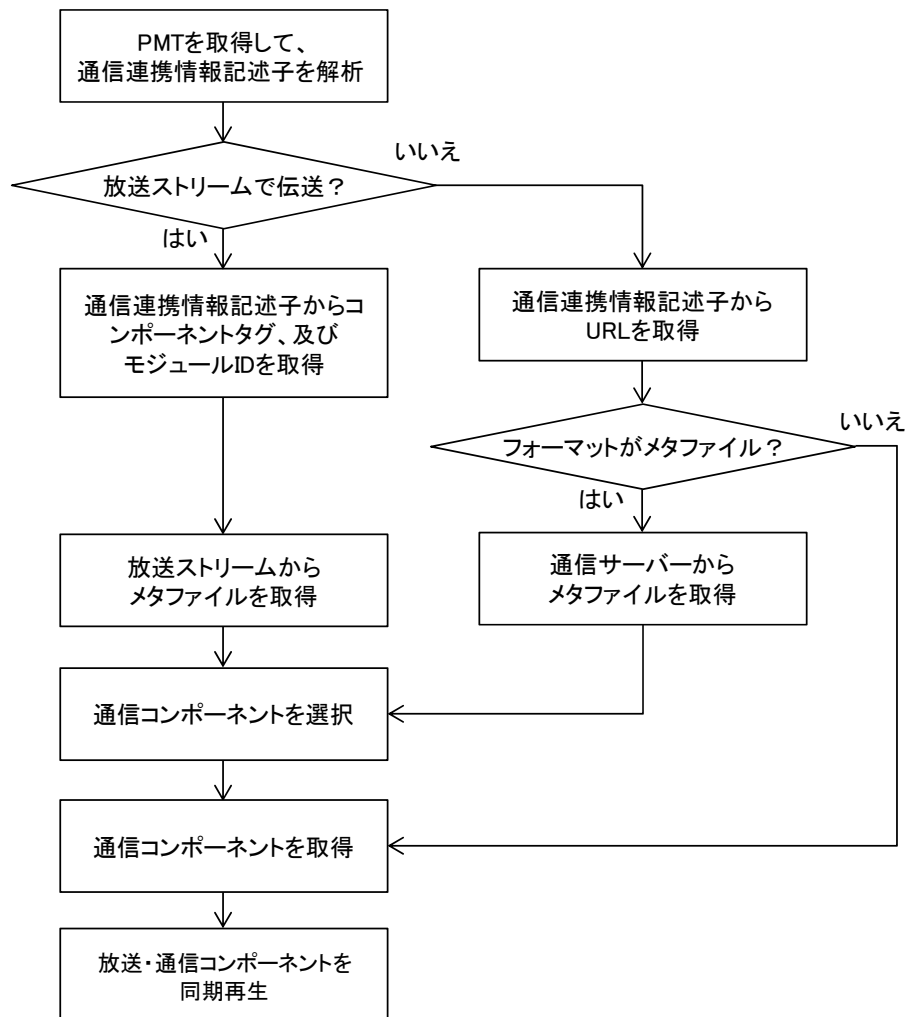 PMTを取得して、
通信連携情報記述子を解析
いいえ
放送ストリームで伝送？
はい
通信連携情報記述子からコ
ンポーネントタグ、及び
モジュールIDを取得
通信連携情報記述子から
URLを取得
いいえ
フォーマットがメタファイル？
はい
放送ストリームから
メタファイルを取得
通信サーバーから
メタファイルを取得
通信コンポーネントを選択
通信コンポーネントを取得
放送・通信コンポーネントを
同期再生